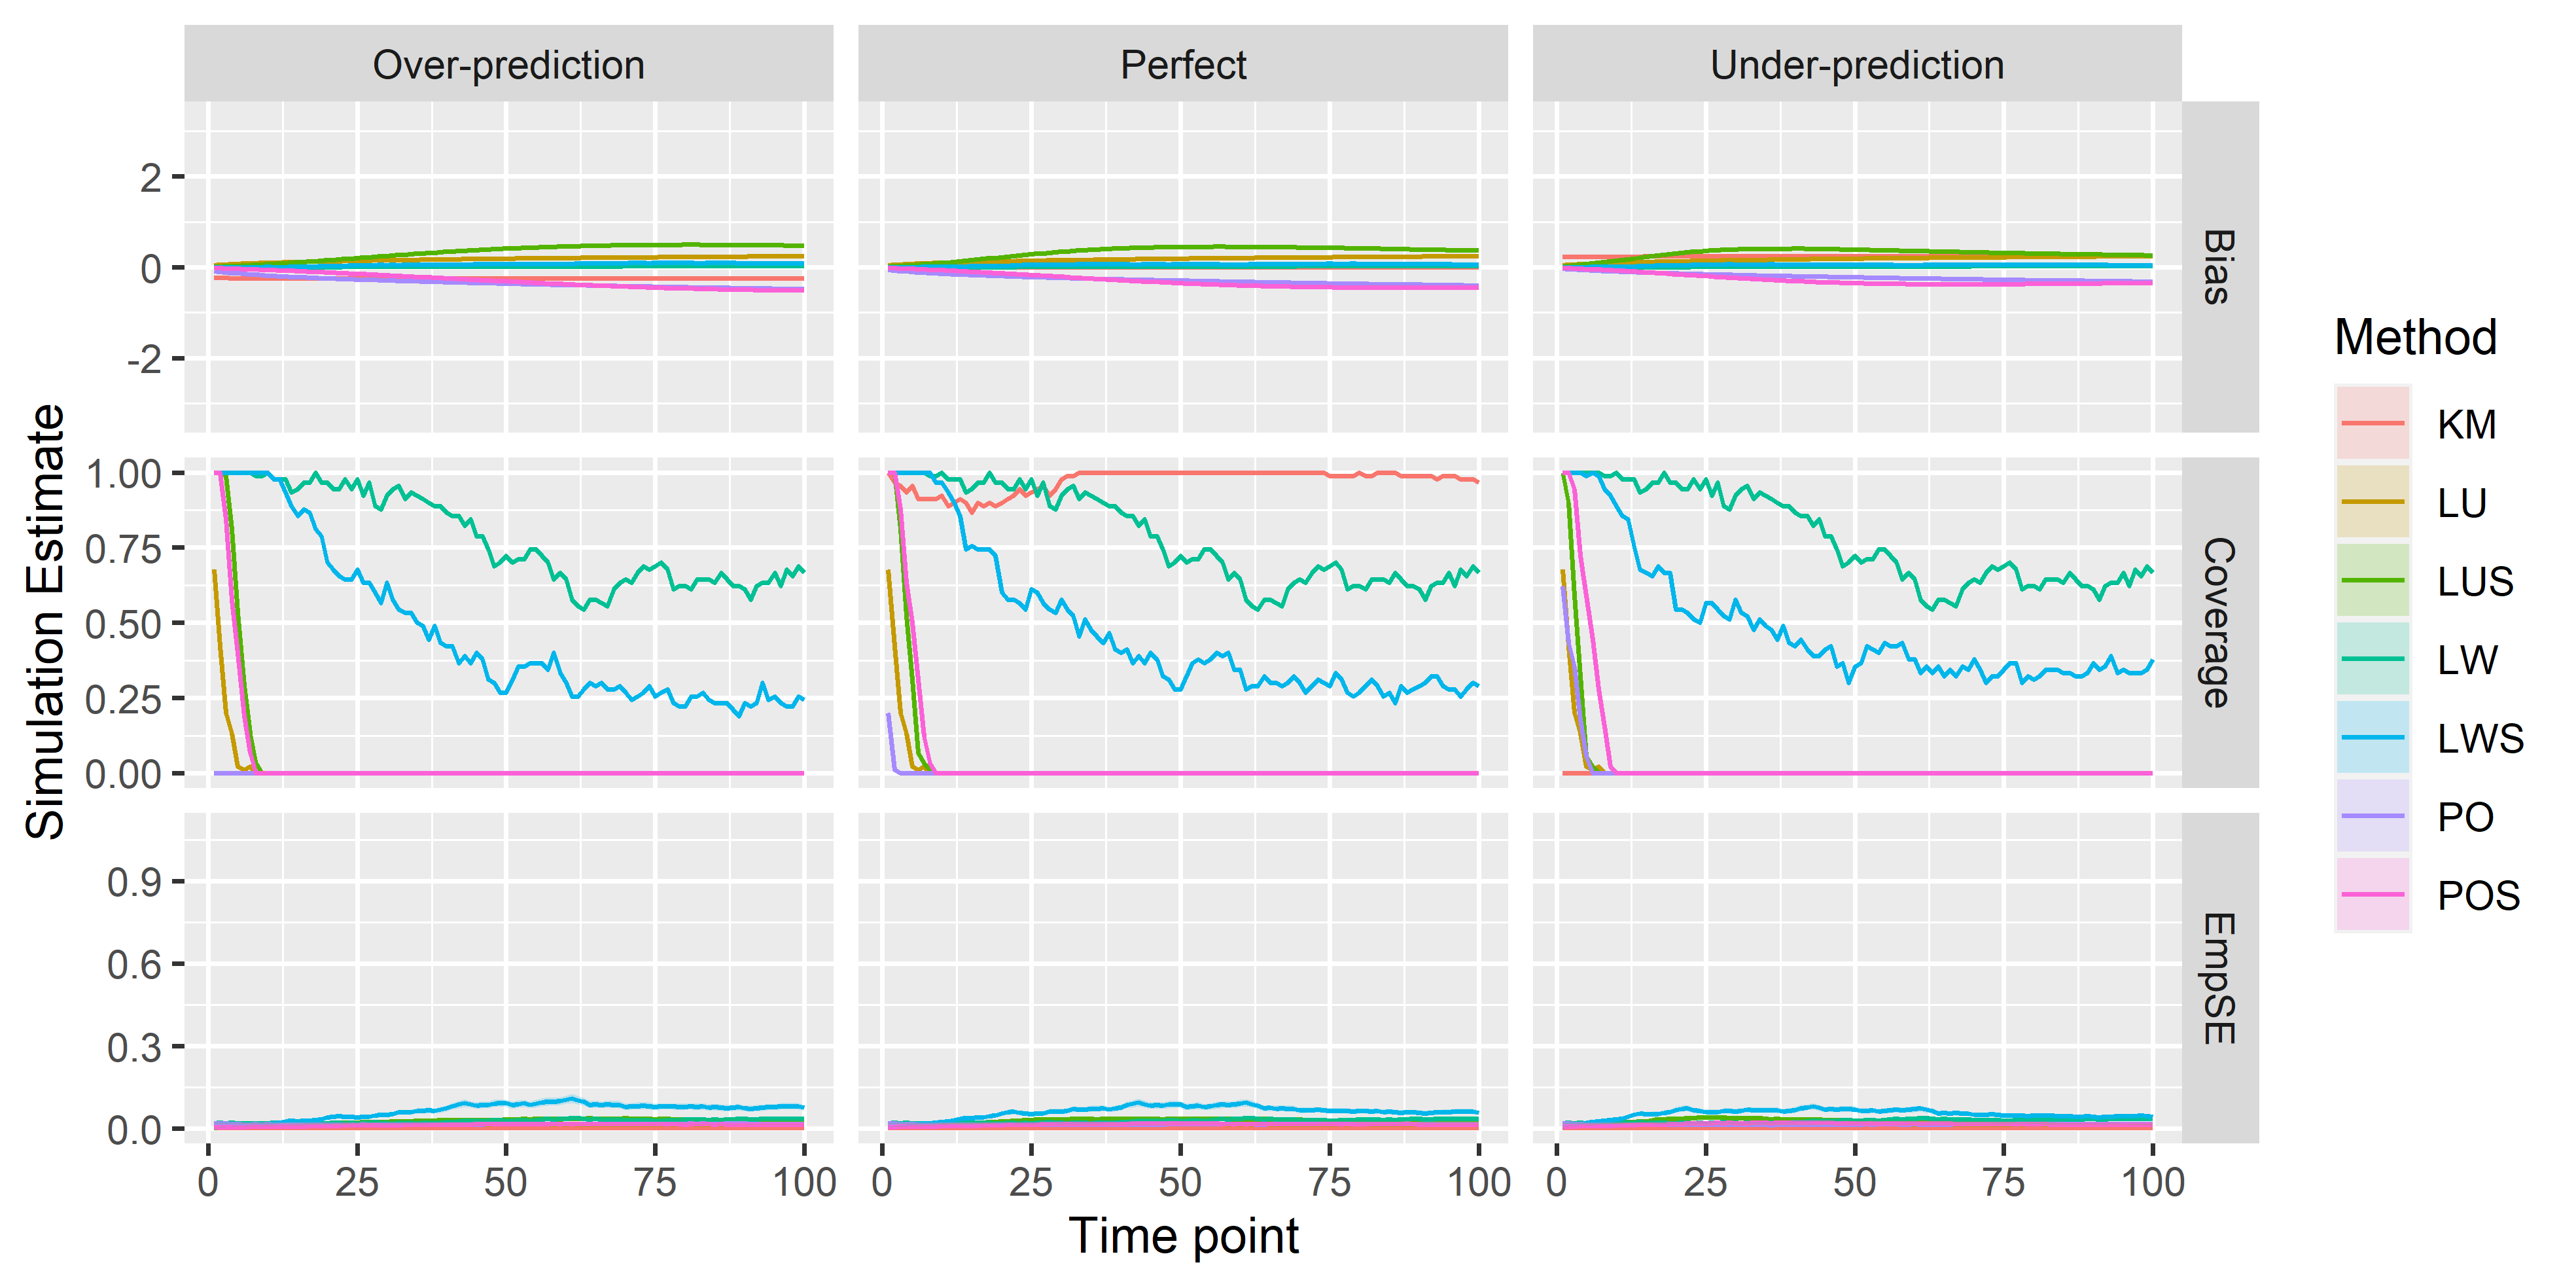 Over-prediction
Perfect
Under-prediction
Simulation Estimate
2
0
-2
Bias
1.00
0.75
0.50
0.25
0.00
Coverage
0.9
0.6
0.3
0.0
EmpSE
0 25 50 75 100
0 25 50 75 100
0 25 50 75 100
Time point
Method
KM
LU
LUS
LW
LWS
PO
POS